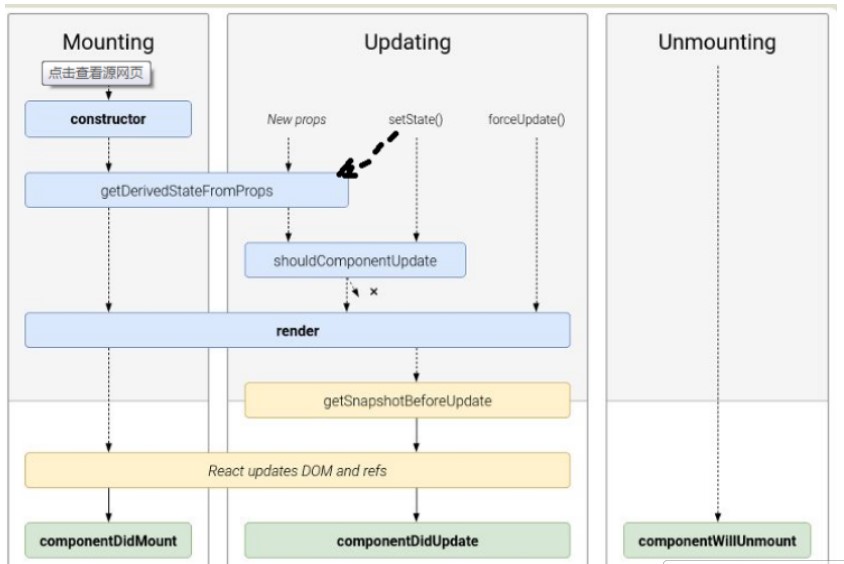 Mounting
Updating
Unmounting
点击查看源网页
constructor
New props
setState()
forceUpdate()
getDerivedStateFromProps
shouldComponentUpdate
×
render
getSnapshotBeforeUpdate
React updates DOM and refs
componentDidMount
componentDidUpdate
componentWillUnmount